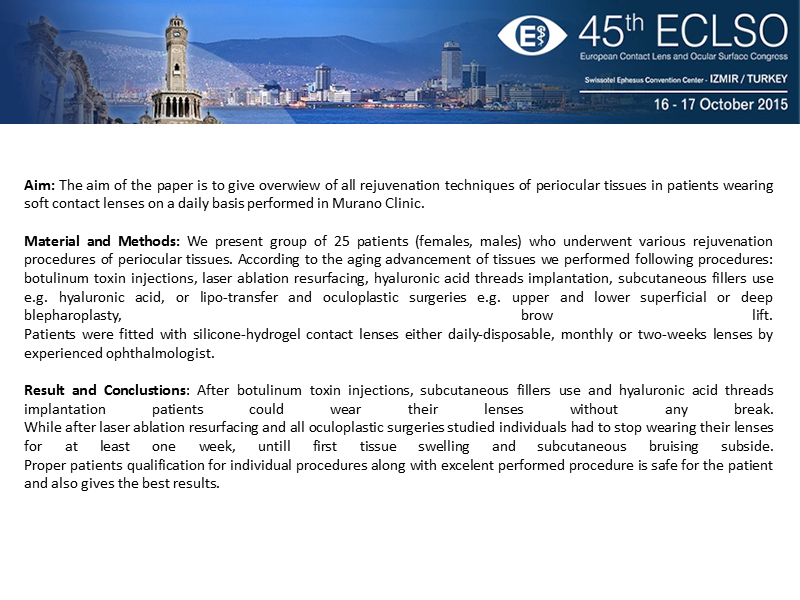 45th ECLSO
European Contact Lens and Ocular Surface Congress
Swissotel Ephesus Convention Center - IZMIR / TURKEY
16 - 17 October 2015
Aim: The aim of the paper is to give overwiew of all rejuvenation techniques of periocular tissues in patients wearing
soft contact lenses on a daily basis performed in Murano Clinic.
Material and Methods: We present group of 25 patients (females, males) who underwent various rejuvenation
procedures of periocular tissues. According to the aging advancement of tissues we performed following procedures:
botulinum toxin injections, laser ablation resurfacing, hyaluronic acid threads implantation, subcutaneous fillers use
e.g. hyaluronic acid, or lipo-transfer and oculoplastic surgeries e.g. upper and lower superficial or deep
blepharoplasty, brow lift.
Patients were fitted with silicone-hydrogel contact lenses either daily-disposable, monthly or two-weeks lenses by
experienced ophthalmologist.
Result and Conclustions: After botulinum toxin injections, subcutaneous fillers use and hyaluronic acid threads
implantation patients could wear their lenses without any break.
While after laser ablation resurfacing and all oculoplastic surgeries studied individuals had to stop wearing their lenses
for at least one week, untill first tissue swelling and subcutaneous bruising subside.
Proper patients qualification for individual procedures along with excelent performed procedure is safe for the patient
and also gives the best results.